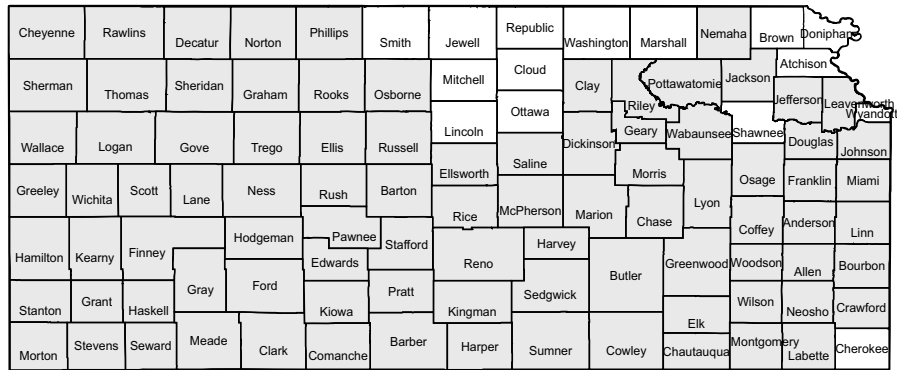 Cheyenne Rawlins Decatur Norton Phillips Smith Jewell Republic Washington Marshall Nemaha Brown Doniphan
Atchison
Sherman Thomas Sheridan Graham Rooks Osborne Mitchell Cloud Clay Riley Pottawatomie Jackson Jefferson Leavenworth
Wyandott
Ottawa
Lincoln
Wallace Logan Gove Trego Ellis Russell Ellsworth Saline Dickinson Geary Wabaunsee Shawnee Douglas Johnson
Morris
Greeley Wichita Scott Lane Ness Rush Barton Rice McPherson Marion Chase Lyon Osage Franklin Miami
Hamilton Kearny Finney Hodgeman Pawnee Stafford Reno Harvey Butler Greenwood Coffey Anderson Linn
Edwards
Gray Ford Pratt Sedgwick Woodson Allen Bourbon
Stanton Grant Haskell Kiowa Kingman Elk Wilson Neosho Crawford
Morton Stevens Seward Meade Clark Comanche Barber Harper Sumner Cowley Chautauqua Montgomery Labette Cherokee